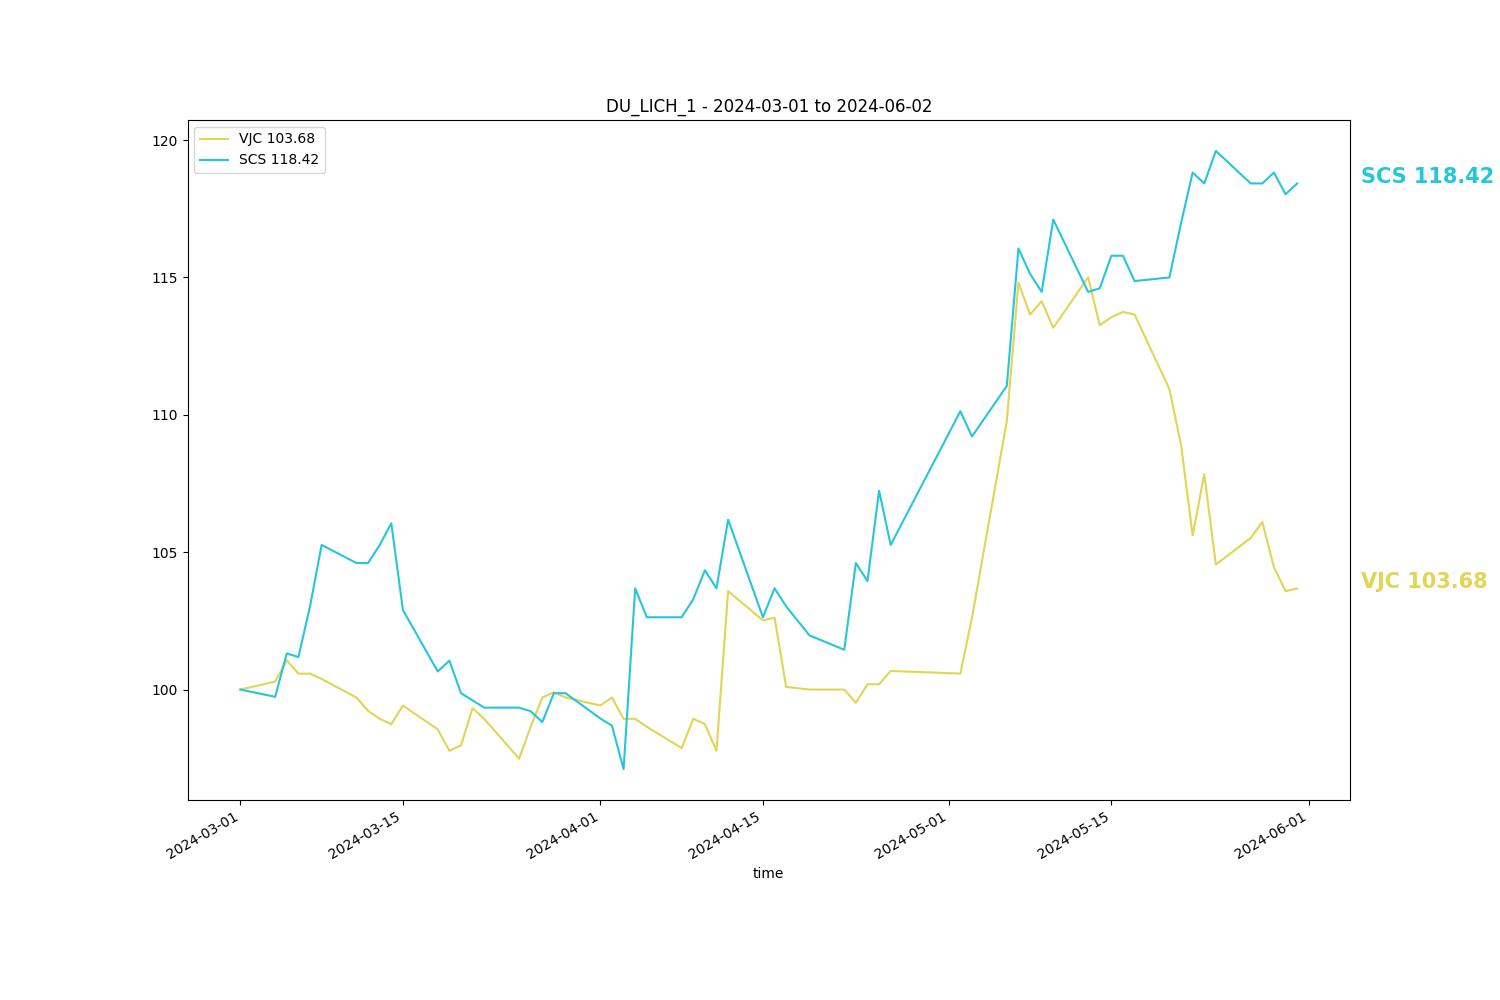 DU_LICH_1 - 2024-03-01 to 2024-06-02
VJC 103.68
SCS 118.42
120
115
110
105
100
SCS 118.42
VJC 103.68
2024-03-01
2024-03-15
2024-04-01
2024-04-15
2024-05-01
2024-05-15
2024-06-01
time